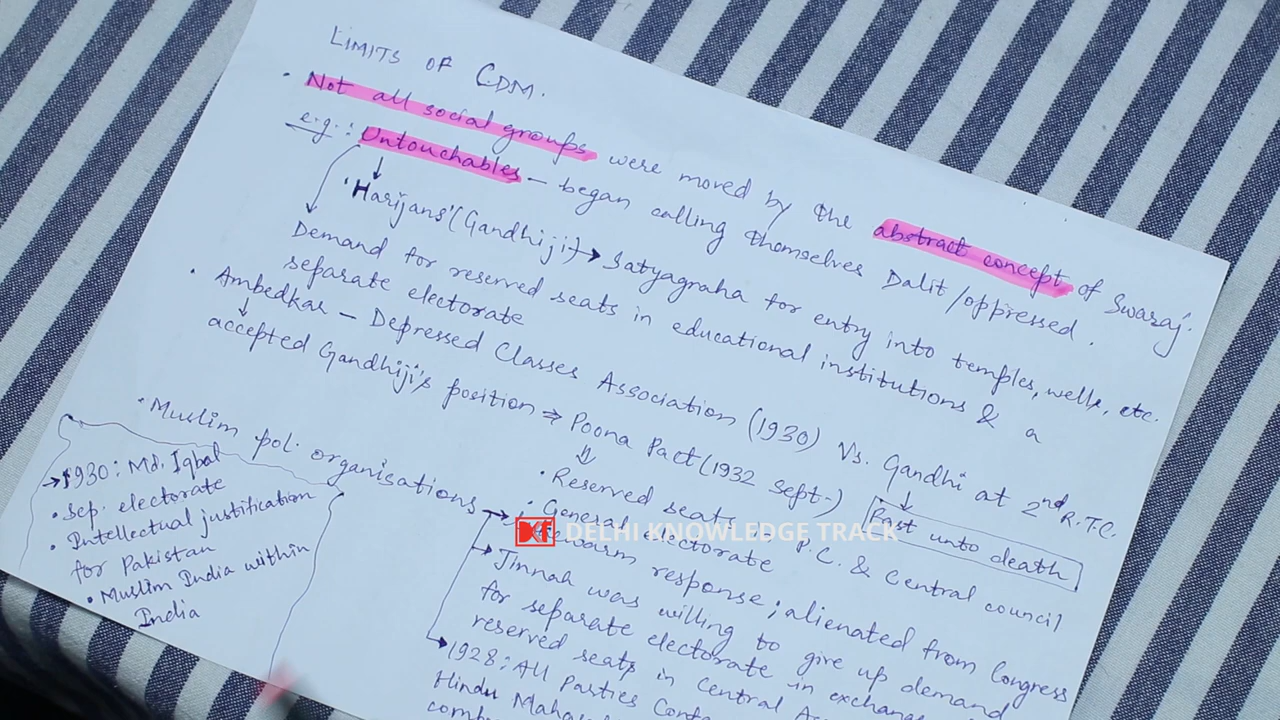 LIMITS OF CDM.
• Not all social groups were moved by the abstract concept of Swaraj.
e.g.: Untouchables – began calling themselves Dalit/oppressed.
'Harijans' (Gandhiji) → Satyagraha for entry into temples, wells, etc.
Demand for reserved seats in educational institutions & a
separate electorate
• Ambedkar – Depressed Classes Association (1930) Vs. Gandhi at 2nd R.T.C.
accepted Gandhiji's position ⇒ Poona Pact (1932 Sept-)
Fast unto death
• Reserved seats P.C. & Central council
• General electorate
• Muslim pol. organisations → warm response; alienated from Congress
→ Jinnah was willing to give up demand
for separate electorate in exchange
reserved seats in Central
→ 1928: All Parties
Hindu
→ 1930: Md. Iqbal
• sep. electorate
• Intellectual justification
for Pakistan
• Muslim India within
India
DELHI KNOWLEDGE TRACK